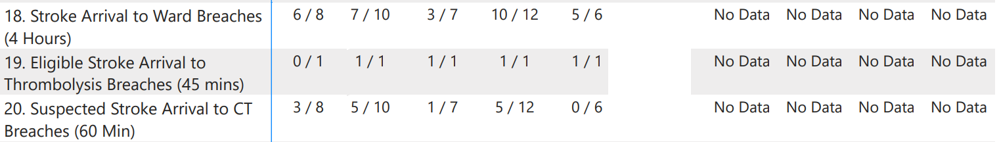 18. Stroke Arrival to Ward Breaches 6 / 8 7 / 10 3 / 7 10 / 12 5 / 6 No Data No Data No Data No Data
(4 Hours)
19. Eligible Stroke Arrival to 0 / 1 1 / 1 1 / 1 1 / 1 1 / 1 No Data No Data No Data No Data
Thrombolysis Breaches (45 mins)
20. Suspected Stroke Arrival to CT 3 / 8 5 / 10 1 / 7 5 / 12 0 / 6 No Data No Data No Data No Data
Breaches (60 Min)